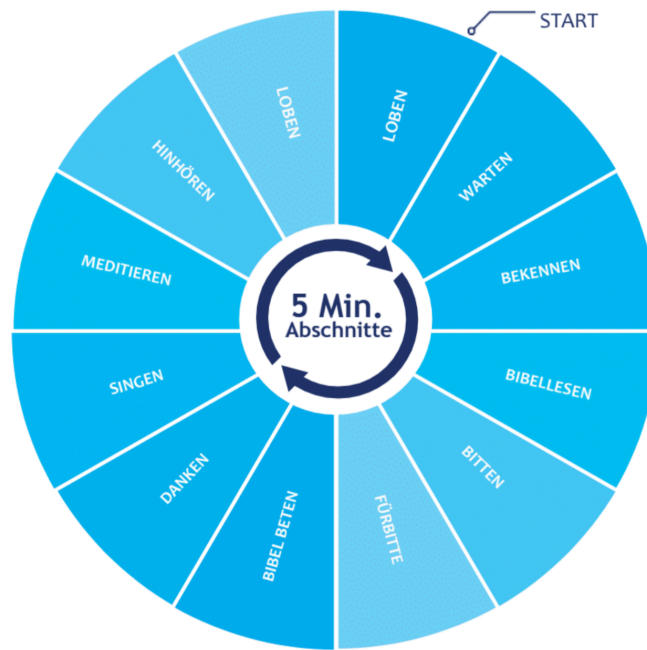 START
LOBEN
WARTEN
BEKENNEN
BIBELLESEN
BITTEN
FÜRBITTE
BIBEL BETEN
DANKEN
SINGEN
MEDITIEREN
HINHÖREN
LOBEN
5 Min.
Abschnitte